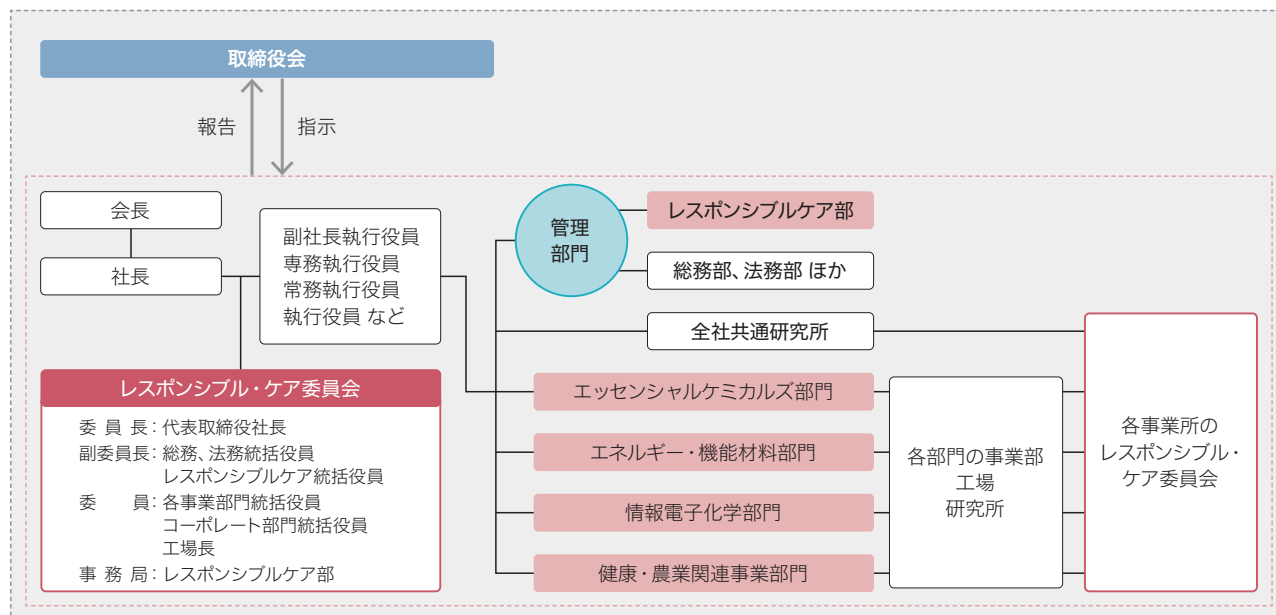 取締役会
報告
指示
会長
社長
副社長執行役員
専務執行役員
常務執行役員
執行役員 など
レスポンシブル・ケア委員会
委員長：代表取締役社長
副委員長：総務、法務統括役員
レスポンシブルケア統括役員
委員：各事業部門統括役員
コーポレート部門統括役員
工場長
事務局：レスポンシブルケア部
管理
部門
レスポンシブルケア部
総務部、法務部 ほか
全社共通研究所
エッセンシャルケミカルズ部門
エネルギー・機能材料部門
情報電子化学部門
健康・農業関連事業部門
各部門の事業部
工場
研究所
各事業所の
レスポンシブル・
ケア委員会